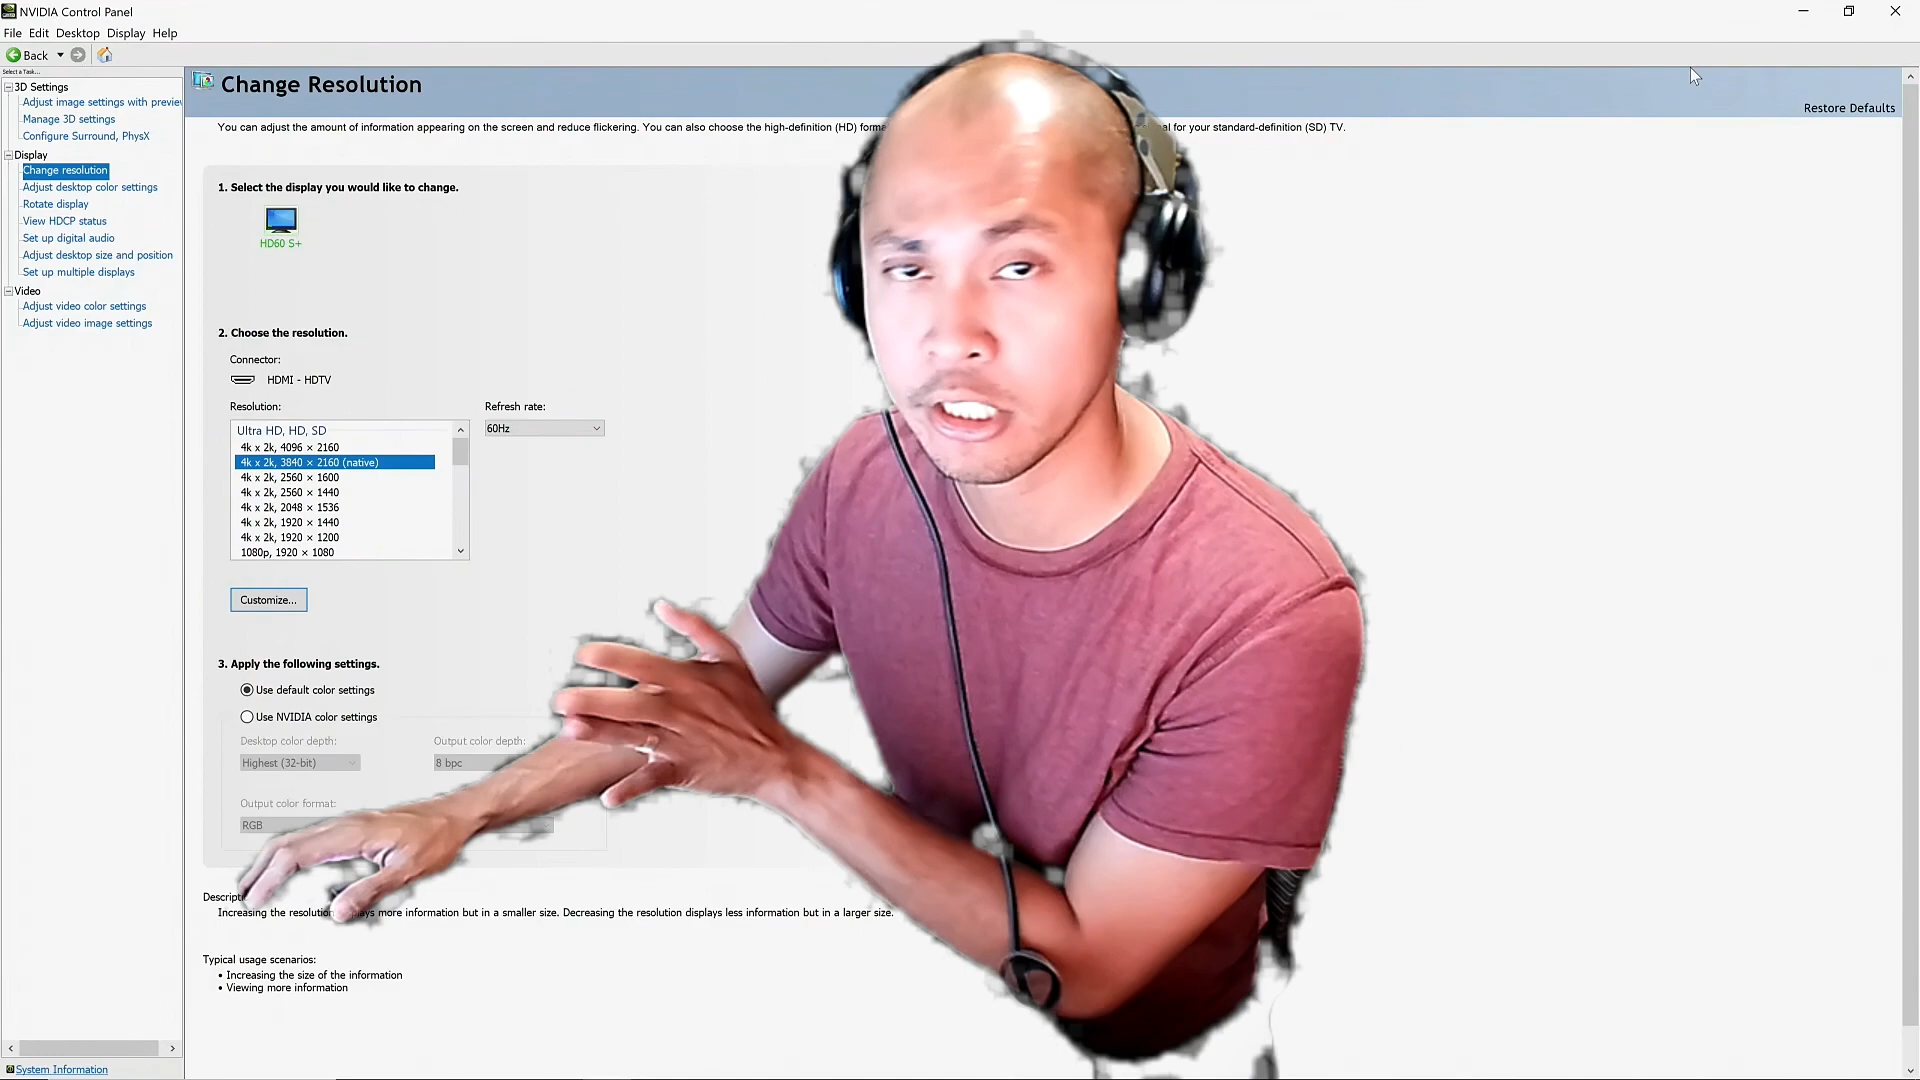 NVIDIA Control Panel
File Edit Desktop Display Help
Back
Select a Task...
3D Settings
Adjust image settings with preview
Manage 3D settings
Configure Surround, PhysX
Display
Change resolution
Adjust desktop color settings
Rotate display
View HDCP status
Set up digital audio
Adjust desktop size and position
Set up multiple displays
Video
Adjust video color settings
Adjust video image settings
System Information
Change Resolution
Restore Defaults
You can adjust the amount of information appearing on the screen and reduce flickering. You can also choose the high-definition (HD) for your standard-definition (SD) TV.
1. Select the display you would like to change.
HD60 S+
2. Choose the resolution.
Connector:
HDMI - HDTV
Resolution:
Refresh rate:
Ultra HD, HD, SD
60Hz
4k x 2k, 4096 × 2160
4k x 2k, 3840 × 2160 (native)
4k x 2k, 2560 × 1600
4k x 2k, 2560 × 1440
4k x 2k, 2048 × 1536
4k x 2k, 1920 × 1440
4k x 2k, 1920 × 1200
1080p, 1920 × 1080
Customize...
3. Apply the following settings.
Use default color settings
Use NVIDIA color settings
Desktop color depth:
Output color depth:
Highest (32-bit)
8 bpc
Output color format:
RGB
Increasing the resolution more information but in a smaller size. Decreasing the resolution displays less information but in a larger size.
Typical usage scenarios:
• Increasing the size of the information
• Viewing more information